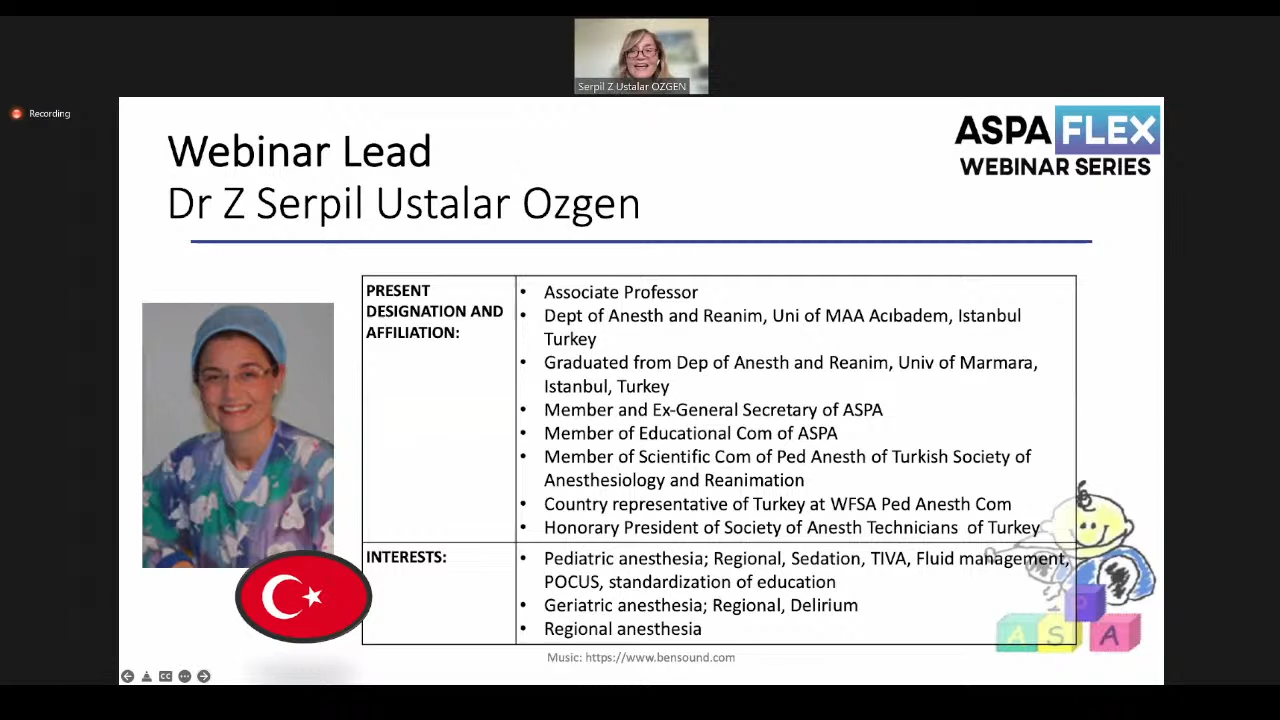 Serpil Z Ustalar OZGEN
Recording
ASPA FLEX
WEBINAR SERIES
Webinar Lead
Dr Z Serpil Ustalar Ozgen
PRESENT
DESIGNATION AND
AFFILIATION:
• Associate Professor
• Dept of Anesth and Reanim, Uni of MAA Acıbadem, Istanbul
Turkey
• Graduated from Dep of Anesth and Reanim, Univ of Marmara,
Istanbul, Turkey
• Member and Ex-General Secretary of ASPA
• Member of Educational Com of ASPA
• Member of Scientific Com of Ped Anesth of Turkish Society of
Anesthesiology and Reanimation
• Country representative of Turkey at WFSA Ped Anesth Com
• Honorary President of Society of Anesth Technicians of Turkey
INTERESTS:
• Pediatric anesthesia; Regional, Sedation, TIVA, Fluid management,
POCUS, standardization of education
• Geriatric anesthesia; Regional, Delirium
• Regional anesthesia
A S P A
Music: https://www.bensound.com
CC